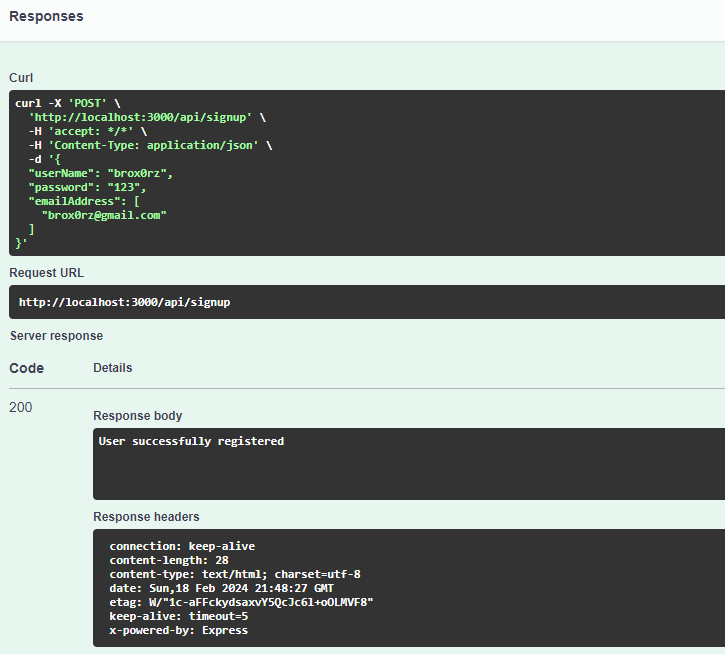 Responses
Curl
curl -X 'POST' \
  'http://localhost:3000/api/signup' \
  -H 'accept: */*' \
  -H 'Content-Type: application/json' \
  -d '{
  "userName": "brox0rz",
  "password": "123",
  "emailAddress": [
    "brox0rz@gmail.com"
  ]
}'
Request URL
http://localhost:3000/api/signup
Server response
Code Details
200
Response body
User successfully registered
Response headers
connection: keep-alive
content-length: 28
content-type: text/html; charset=utf-8
date: Sun,18 Feb 2024 21:48:27 GMT
etag: W/"1c-aFFckydsaxvY5QcJc6l+oOLMVF8"
keep-alive: timeout=5
x-powered-by: Express